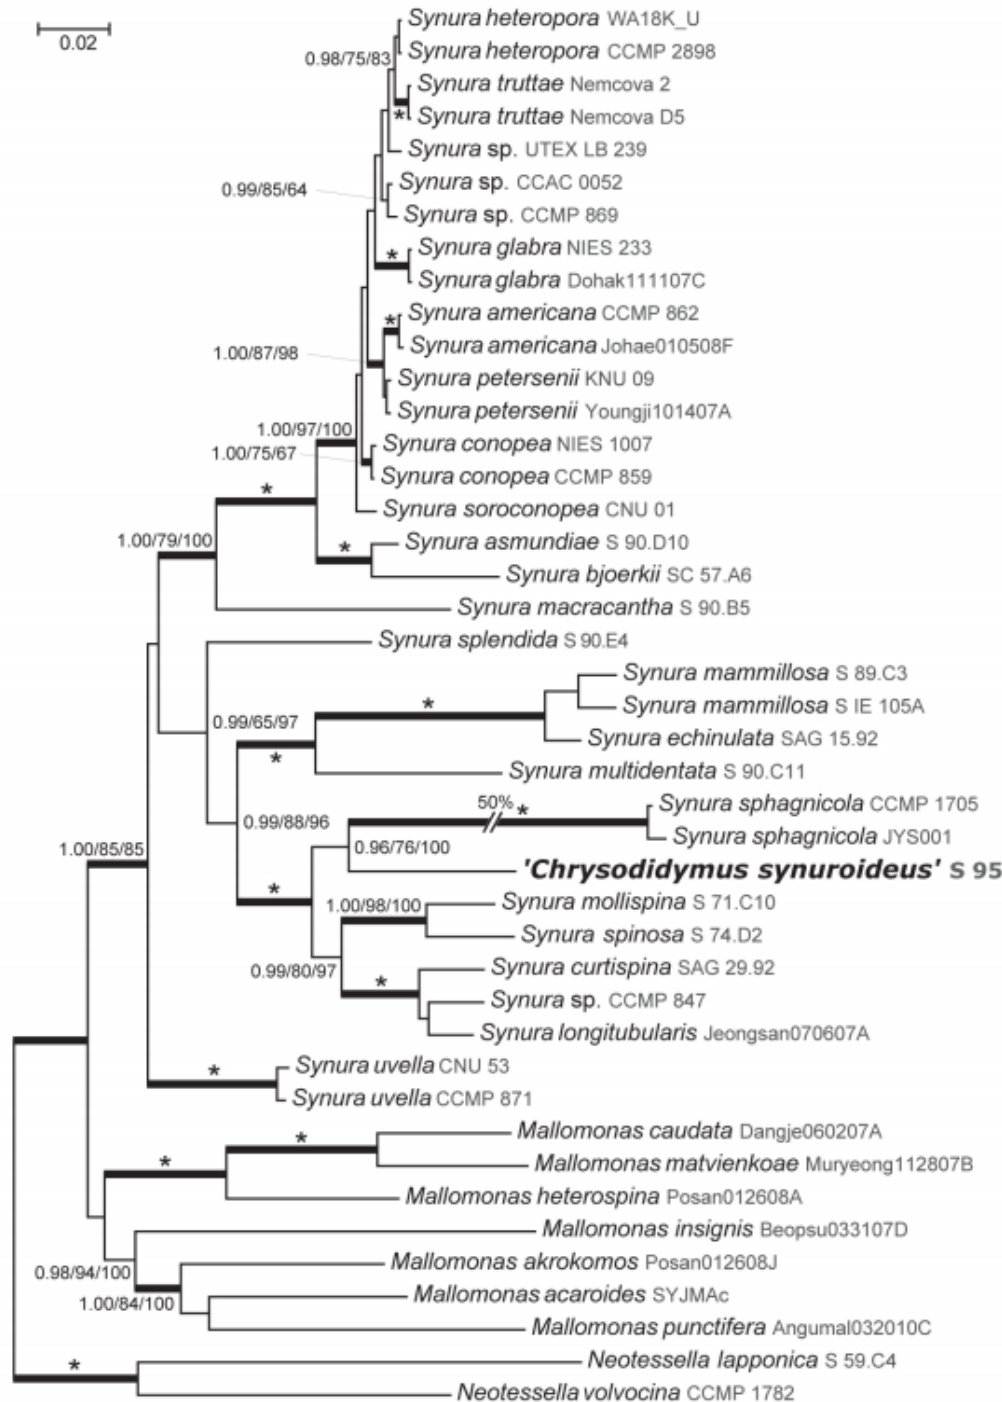 0.02
Synura heteropora WA18K_U
Synura heteropora CCMP 2898
0.98/75/83
Synura truttae Nemcova 2
*
Synura truttae Nemcova D5
Synura sp. UTEX LB 239
0.99/85/64
Synura sp. CCAC 0052
Synura sp. CCMP 869
*
Synura glabra NIES 233
Synura glabra Dohak111107C
*
Synura americana CCMP 862
Synura americana Johae010508F
1.00/87/98
Synura petersenii KNU 09
Synura petersenii Youngji101407A
1.00/97/100
Synura conopea NIES 1007
1.00/75/67
Synura conopea CCMP 859
*
Synura soroconopea CNU 01
1.00/79/100
*
Synura asmundiae S 90.D10
Synura bjoerkii SC 57.A6
Synura macracantha S 90.B5
Synura splendida S 90.E4
Synura mammillosa S 89.C3
*
Synura mammillosa S IE 105A
0.99/65/97
*
Synura echinulata SAG 15.92
Synura multidentata S 90.C11
50% *
Synura sphagnicola CCMP 1705
0.99/88/96
Synura sphagnicola JYS001
1.00/85/85
0.96/76/100
'Chrysodidymus synuroideus' S 95
*
1.00/98/100
Synura mollispina S 71.C10
Synura spinosa S 74.D2
0.99/80/97
*
Synura curtispina SAG 29.92
Synura sp. CCMP 847
Synura longitubularis Jeongsan070607A
*
Synura uvella CNU 53
Synura uvella CCMP 871
*
*
Mallomonas caudata Dangje060207A
Mallomonas matvienkoae Muryeong112807B
Mallomonas heterospina Posan012608A
Mallomonas insignis Beopsu033107D
0.98/94/100
Mallomonas akrokomos Posan012608J
1.00/84/100
Mallomonas acaroides SYJMAc
Mallomonas punctifera Angumal032010C
*
Neotessella lapponica S 59.C4
Neotessella volvocina CCMP 1782